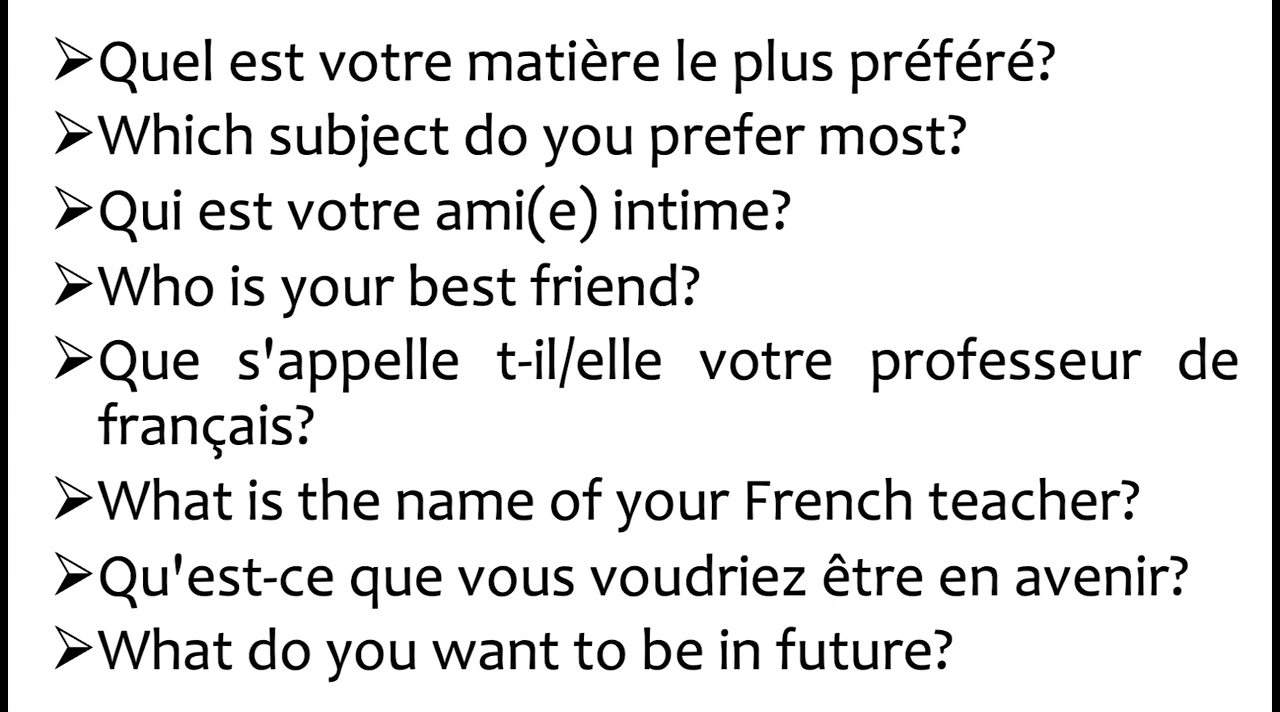 ➢Quel est votre matière le plus préféré?
➢Which subject do you prefer most?
➢Qui est votre ami(e) intime?
➢Who is your best friend?
➢Que s'appelle t-il/elle votre professeur de
français?
➢What is the name of your French teacher?
➢Qu'est-ce que vous voudriez être en avenir?
➢What do you want to be in future?